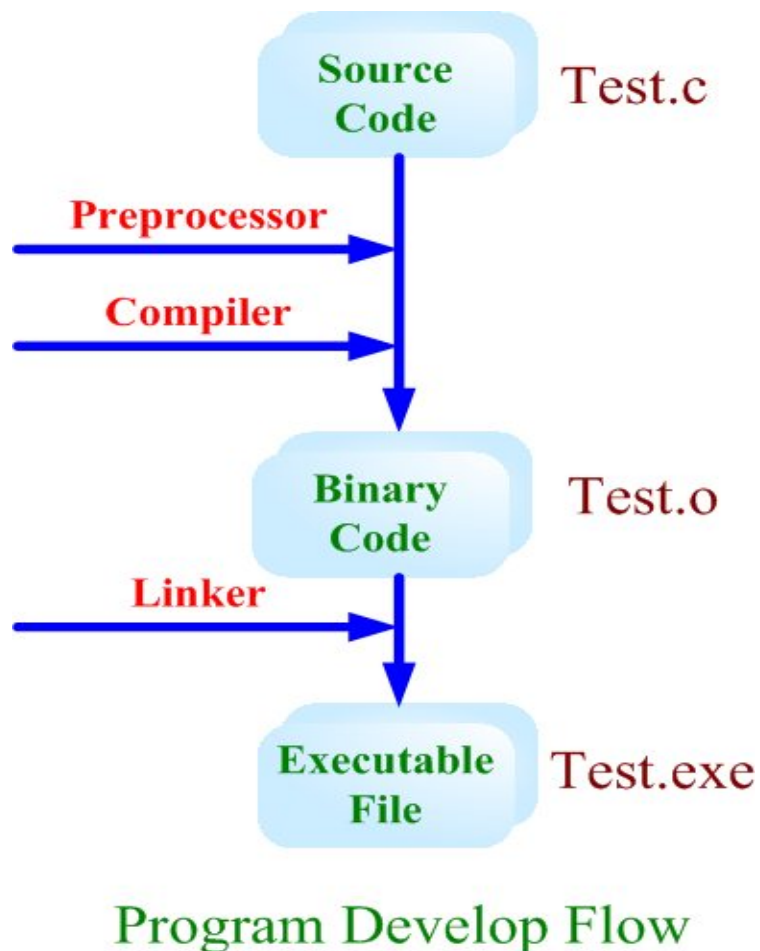 Source
Code
Test.c
Preprocessor
Compiler
Binary
Code
Test.o
Linker
Executable
File
Test.exe
Program Develop Flow